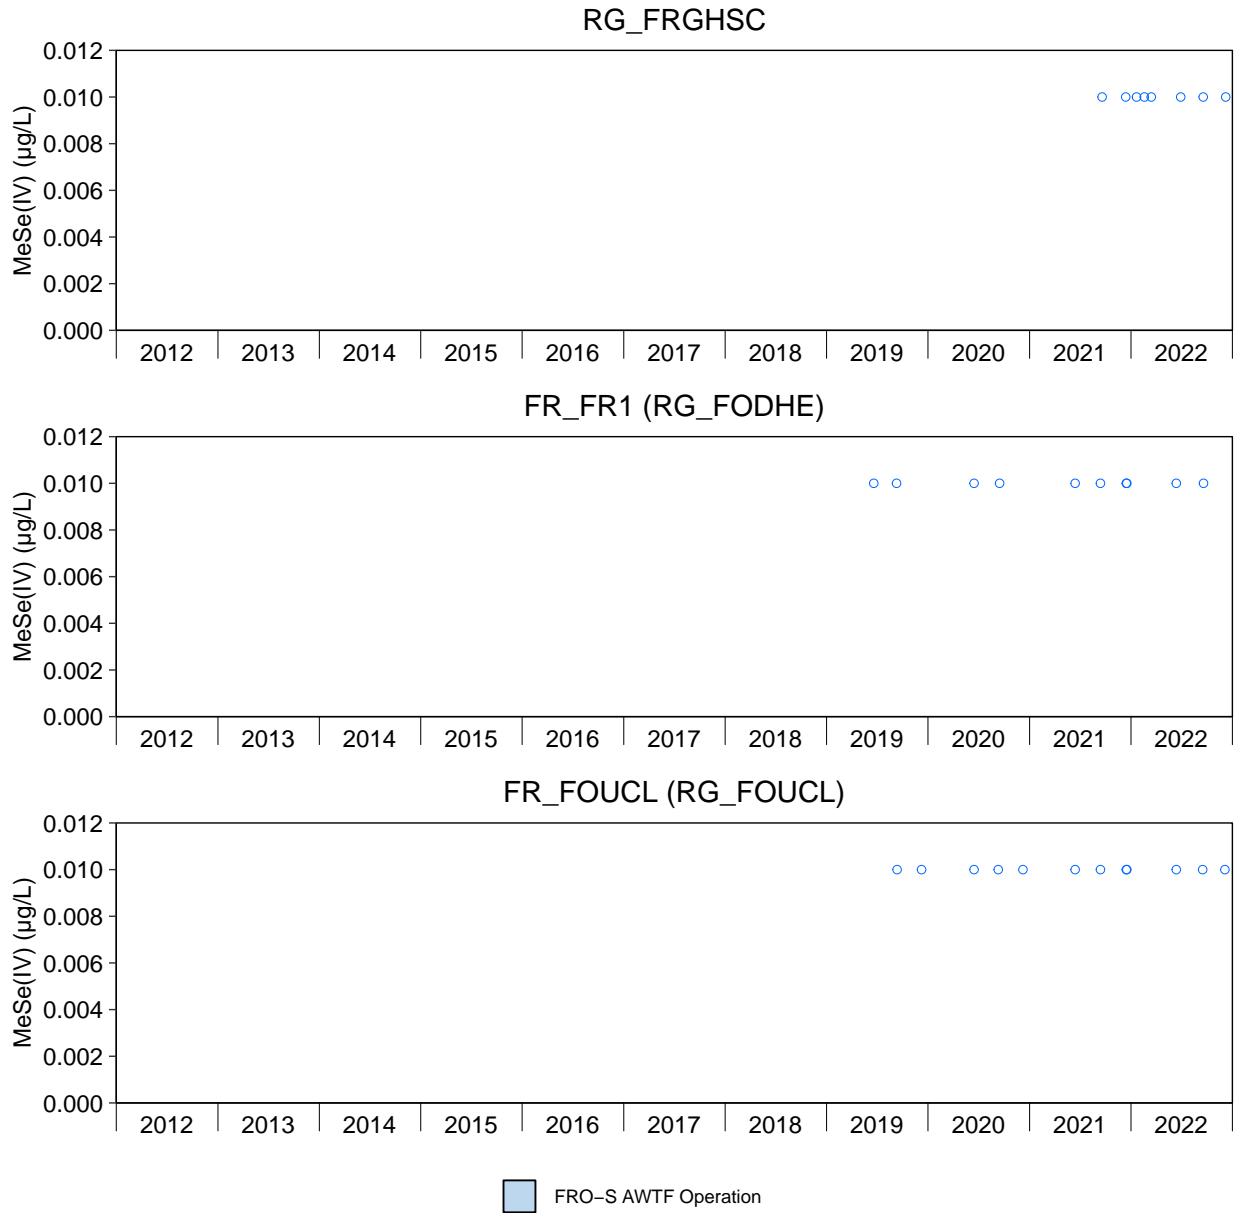 RG_FRGHSC
MeSe(IV) (µg/L)
0.012
0.010
0.008
0.006
0.004
0.002
0.000
2012 2013 2014 2015 2016 2017 2018 2019 2020 2021 2022
FR_FR1 (RG_FODHE)
MeSe(IV) (µg/L)
0.012
0.010
0.008
0.006
0.004
0.002
0.000
2012 2013 2014 2015 2016 2017 2018 2019 2020 2021 2022
FR_FOUCL (RG_FOUCL)
MeSe(IV) (µg/L)
0.012
0.010
0.008
0.006
0.004
0.002
0.000
2012 2013 2014 2015 2016 2017 2018 2019 2020 2021 2022
FRO−S AWTF Operation